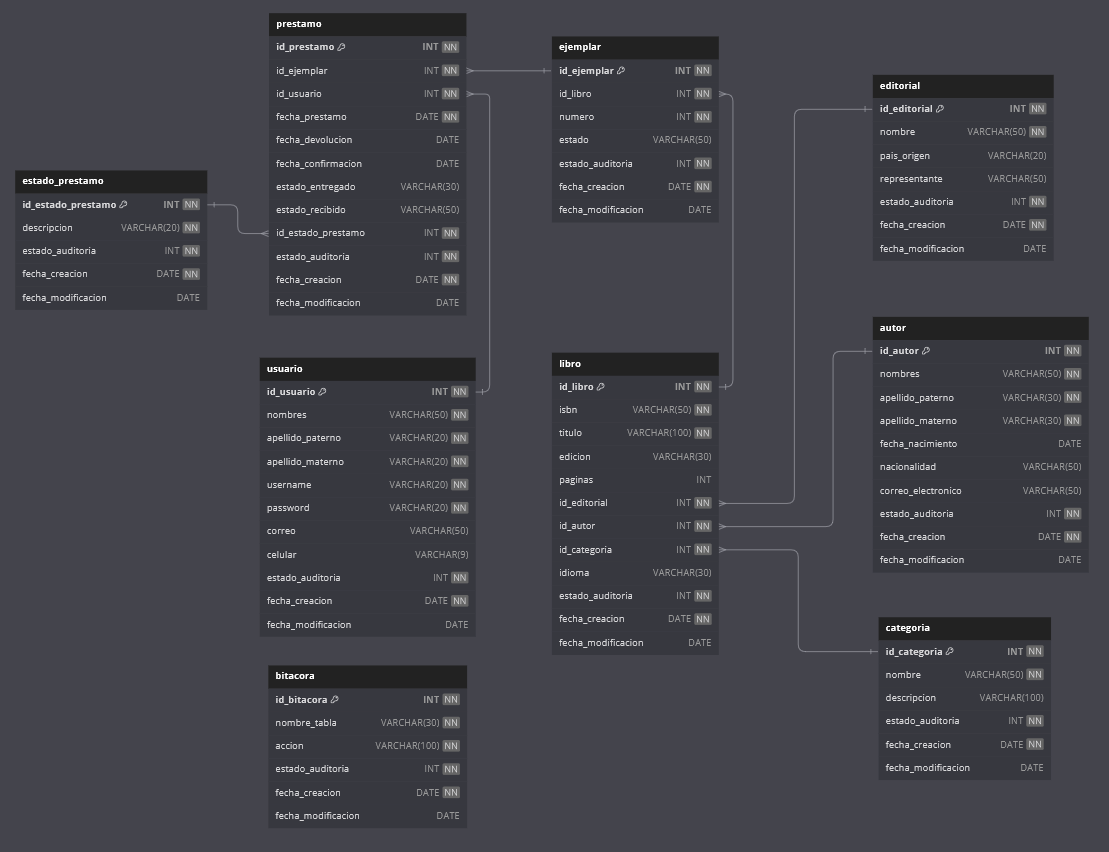 prestamo
id_prestamo INT NN
id_ejemplar INT NN
id_usuario INT NN
fecha_prestamo DATE NN
fecha_devolucion DATE
fecha_confirmacion DATE
estado_entregado VARCHAR(30)
estado_recibido VARCHAR(50)
id_estado_prestamo INT NN
estado_auditoria INT NN
fecha_creacion DATE NN
fecha_modificacion DATE
ejemplar
id_ejemplar INT NN
id_libro INT NN
numero INT NN
estado VARCHAR(50)
estado_auditoria INT NN
fecha_creacion DATE NN
fecha_modificacion DATE
editorial
id_editorial INT NN
nombre VARCHAR(50) NN
pais_origen VARCHAR(20)
representante VARCHAR(50)
estado_auditoria INT NN
fecha_creacion DATE NN
fecha_modificacion DATE
estado_prestamo
id_estado_prestamo INT NN
descripcion VARCHAR(20) NN
estado_auditoria INT NN
fecha_creacion DATE NN
fecha_modificacion DATE
usuario
id_usuario INT NN
nombres VARCHAR(50) NN
apellido_paterno VARCHAR(20) NN
apellido_materno VARCHAR(20) NN
username VARCHAR(20) NN
password VARCHAR(20) NN
correo VARCHAR(50)
celular VARCHAR(9)
estado_auditoria INT NN
fecha_creacion DATE NN
fecha_modificacion DATE
libro
id_libro INT NN
isbn VARCHAR(50) NN
titulo VARCHAR(100) NN
edicion VARCHAR(30)
paginas INT
id_editorial INT NN
id_autor INT NN
id_categoria INT NN
idioma VARCHAR(30)
estado_auditoria INT NN
fecha_creacion DATE NN
fecha_modificacion DATE
autor
id_autor INT NN
nombres VARCHAR(50) NN
apellido_paterno VARCHAR(30) NN
apellido_materno VARCHAR(30) NN
fecha_nacimiento DATE
nacionalidad VARCHAR(50)
correo_electronico VARCHAR(50)
estado_auditoria INT NN
fecha_creacion DATE NN
fecha_modificacion DATE
bitacora
id_bitacora INT NN
nombre_tabla VARCHAR(30) NN
accion VARCHAR(100) NN
estado_auditoria INT NN
fecha_creacion DATE NN
fecha_modificacion DATE
categoria
id_categoria INT NN
nombre VARCHAR(50) NN
descripcion VARCHAR(100)
estado_auditoria INT NN
fecha_creacion DATE NN
fecha_modificacion DATE